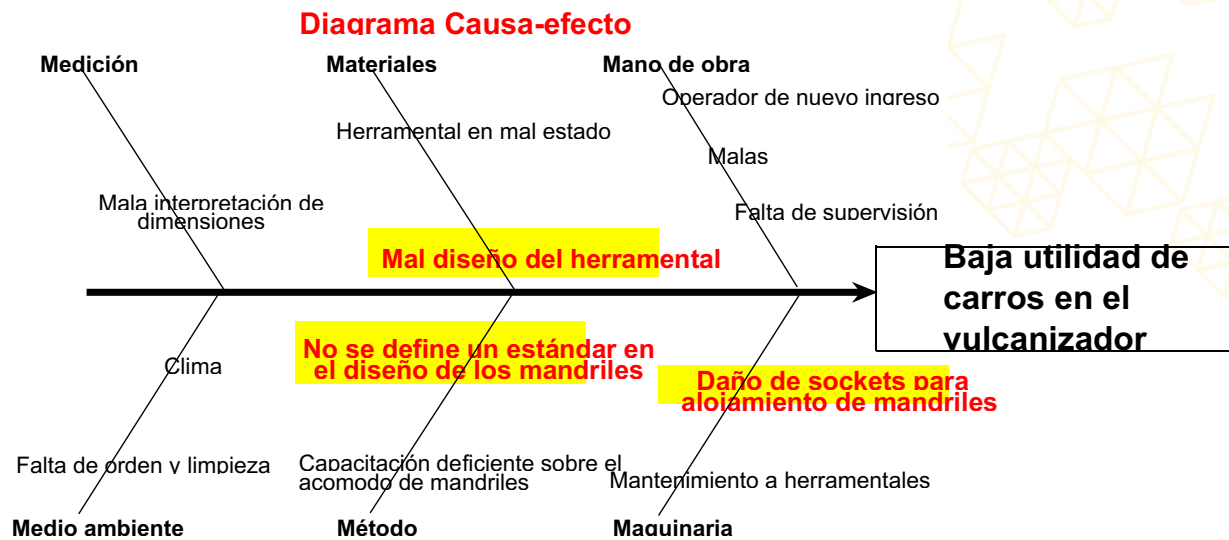 Diagrama Causa-efecto
Medición
Materiales
Mano de obra
Operador de nuevo ingreso
Herramental en mal estado
Malas
Mala interpretación de
dimensiones
Falta de supervisión
Mal diseño del herramental
Baja utilidad de
carros en el
vulcanizador
No se define un estándar en
el diseño de los mandriles
Clima
Daño de sockets para
alojamiento de mandriles
Falta de orden y limpieza
Capacitación deficiente sobre el
acomodo de mandriles
Mantenimiento a herramentales
Medio ambiente
Método
Maquinaria